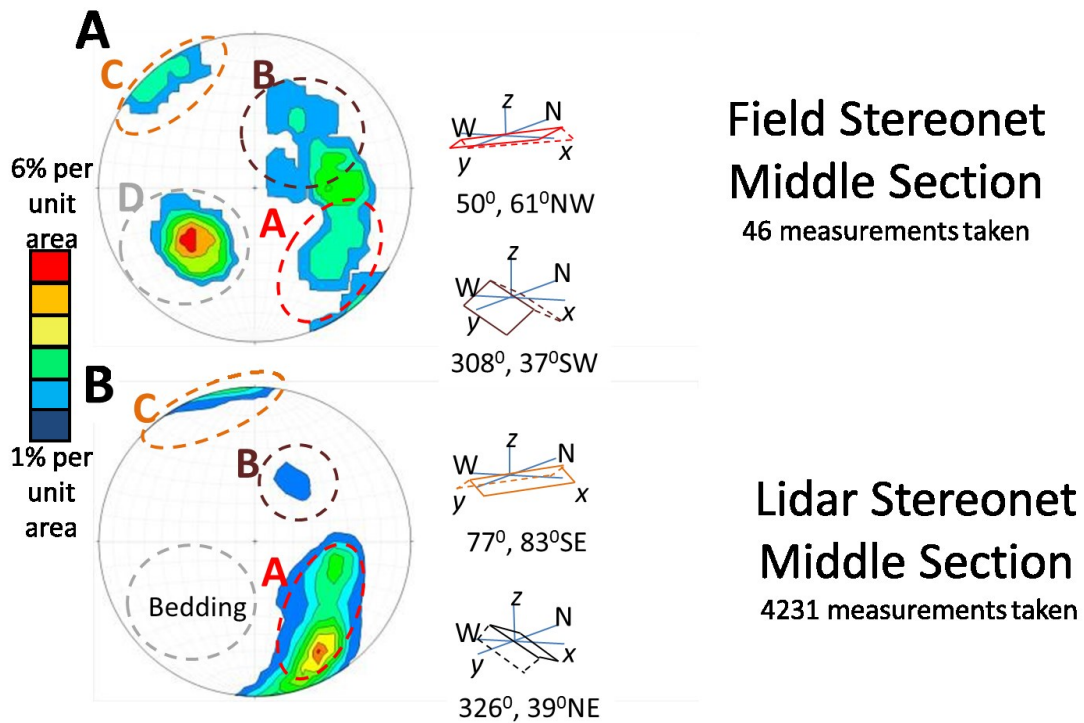 A
C
B
D
A
6% per
unit
area
1% per
unit
area
z
N
W
y
x
50⁰, 61⁰NW
z
N
W
y
x
308⁰, 37⁰SW
Field Stereonet
Middle Section
46 measurements taken
B
C
B
A
Bedding
z
N
W
y
x
77⁰, 83⁰SE
z
N
W
y
x
326⁰, 39⁰NE
Lidar Stereonet
Middle Section
4231 measurements taken